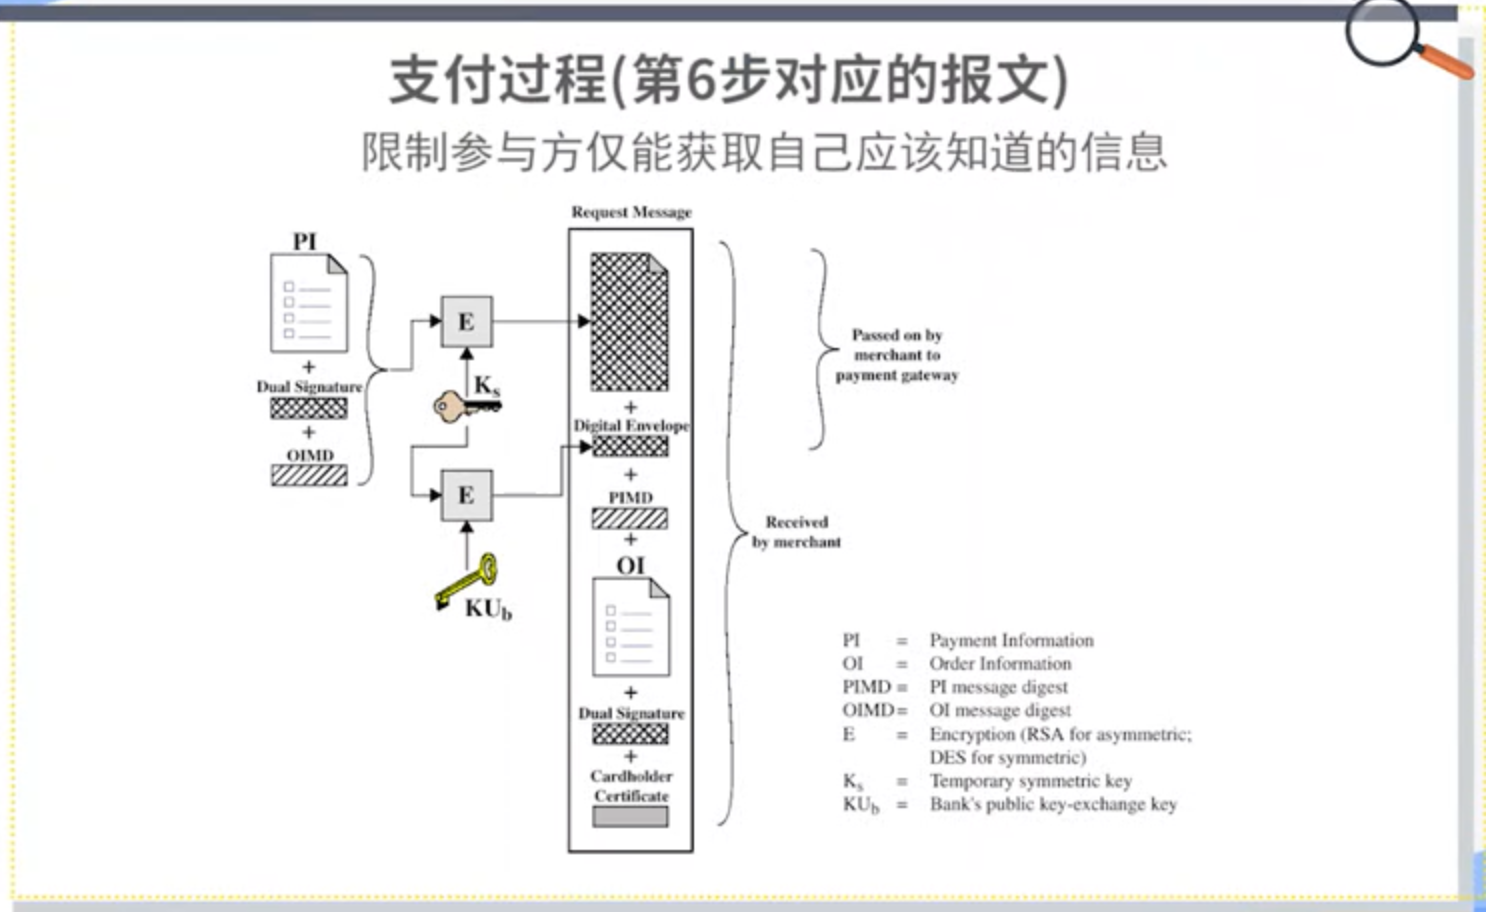 支付过程(第6步对应的报文)
限制参与方仅能获取自己应该知道的信息
Request Message
PI
+
Dual Signature
+
OIMD
E
Ks
E
KUb
+
Digital Envelope
+
PIMD
+
OI
+
Dual Signature
+
Cardholder
Certificate
Passed on by
merchant to
payment gateway
Received
by merchant
PI = Payment Information
OI = Order Information
PIMD = PI message digest
OIMD= OI message digest
E = Encryption (RSA for asymmetric;
DES for symmetric)
Ks = Temporary symmetric key
KUb = Bank's public key-exchange key